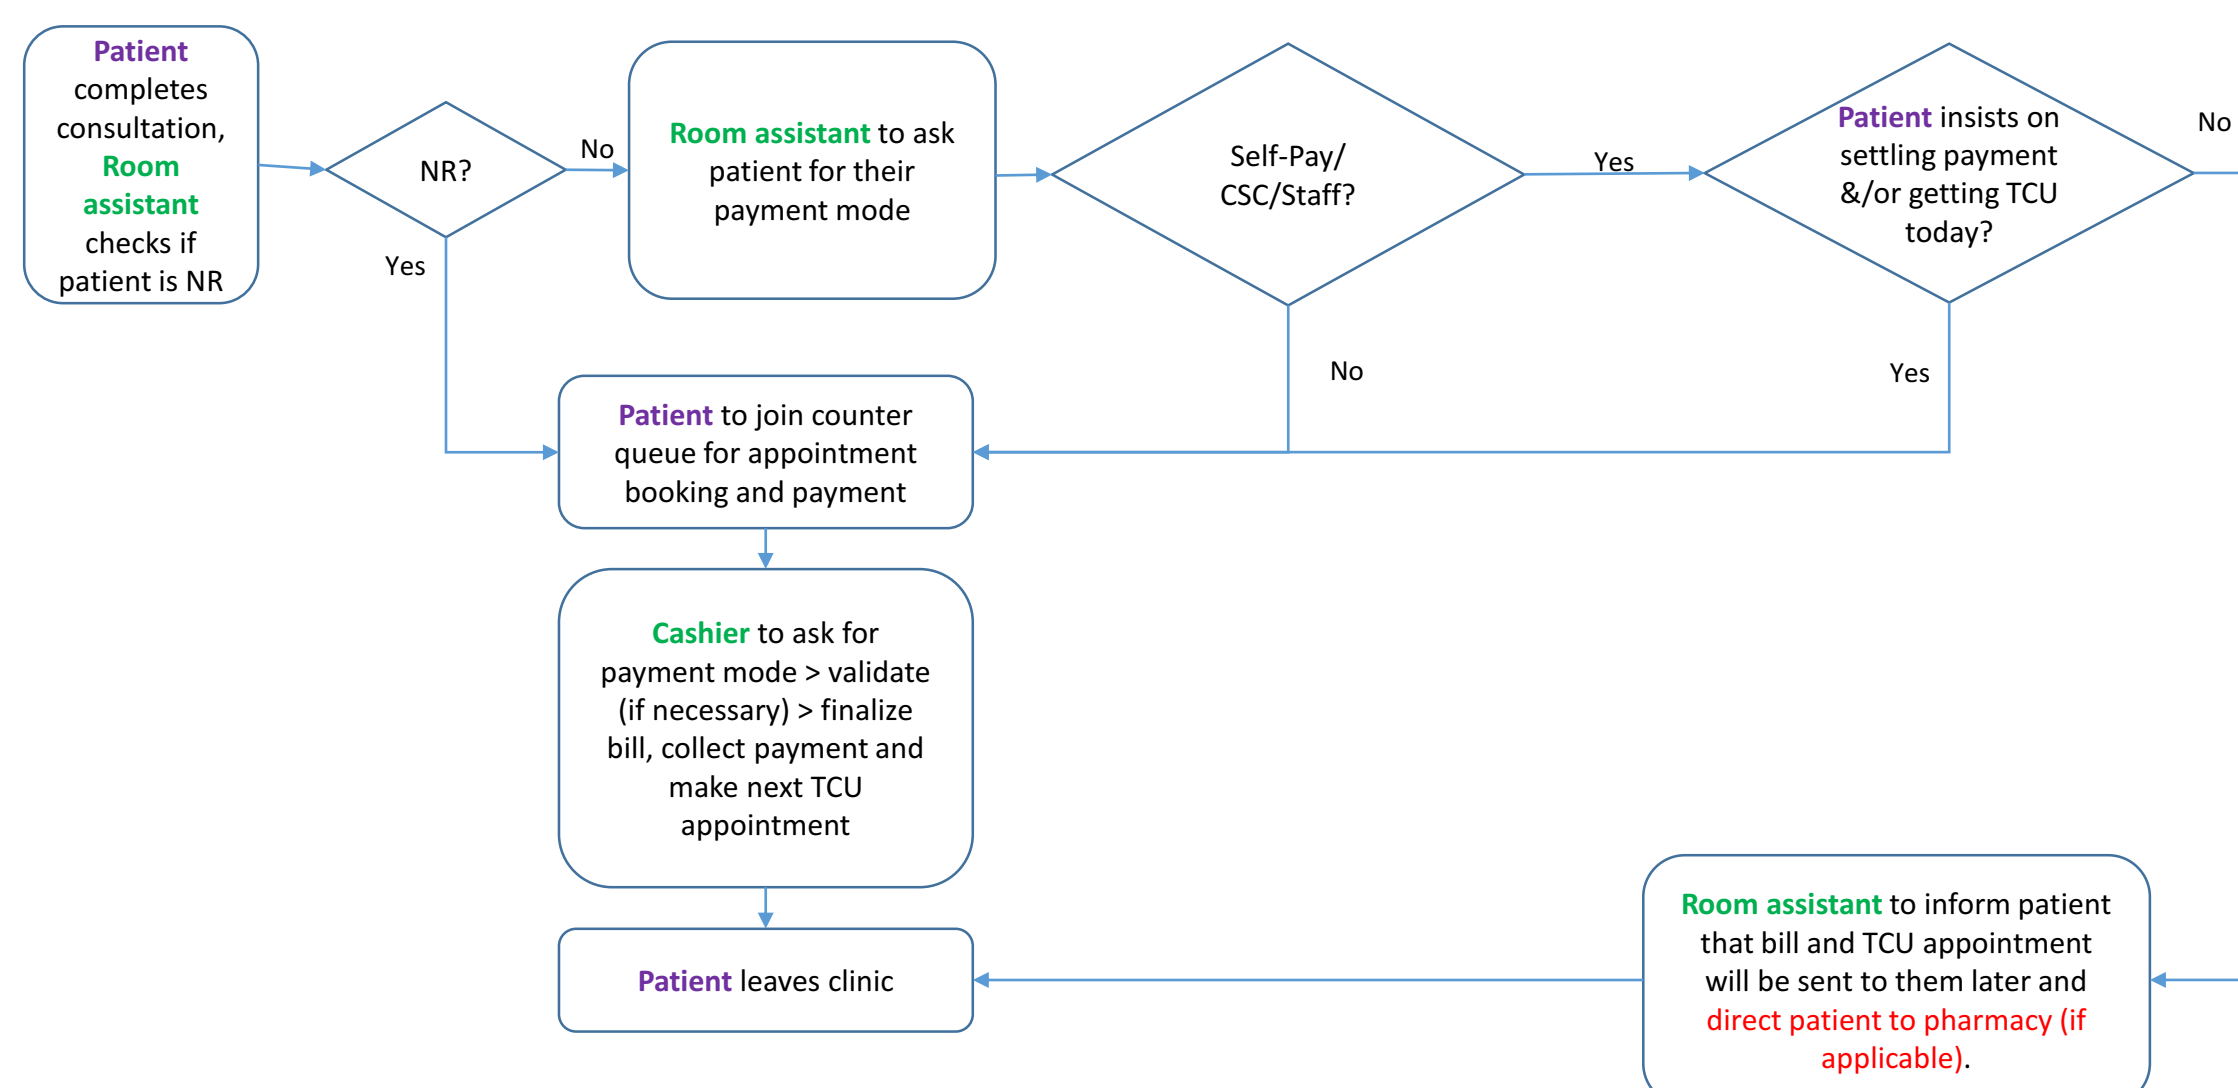 Patient
completes
consultation,
Room
assistant
checks if
patient is NR
NR?
No
Yes
Room assistant to ask
patient for their
payment mode
Self-Pay/
CSC/Staff?
Yes
No
Patient insists on
settling payment
&/or getting TCU
today?
No
Yes
Patient to join counter
queue for appointment
booking and payment
Cashier to ask for
payment mode > validate
(if necessary) > finalize
bill, collect payment and
make next TCU
appointment
Patient leaves clinic
Room assistant to inform patient
that bill and TCU appointment
will be sent to them later and
direct patient to pharmacy (if
applicable).